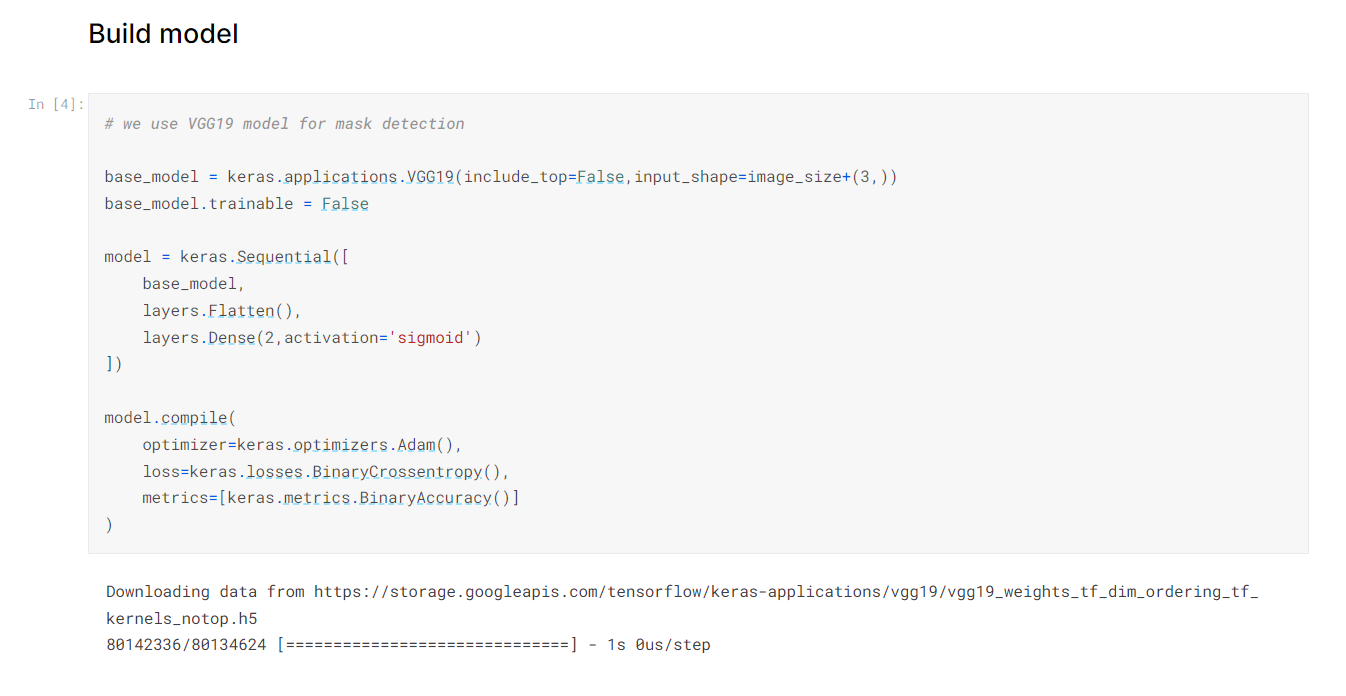 Build model
In [4]:
# we use VGG19 model for mask detection
base_model = keras.applications.VGG19(include_top=False,input_shape=image_size+(3,))
base_model.trainable = False
model = keras.Sequential([
    base_model,
    layers.Flatten(),
    layers.Dense(2,activation='sigmoid')
])
model.compile(
    optimizer=keras.optimizers.Adam(),
    loss=keras.losses.BinaryCrossentropy(),
    metrics=[keras.metrics.BinaryAccuracy()]
)
Downloading data from https://storage.googleapis.com/tensorflow/keras-applications/vgg19/vgg19_weights_tf_dim_ordering_tf_
kernels_notop.h5
80142336/80134624 [==============================] - 1s 0us/step